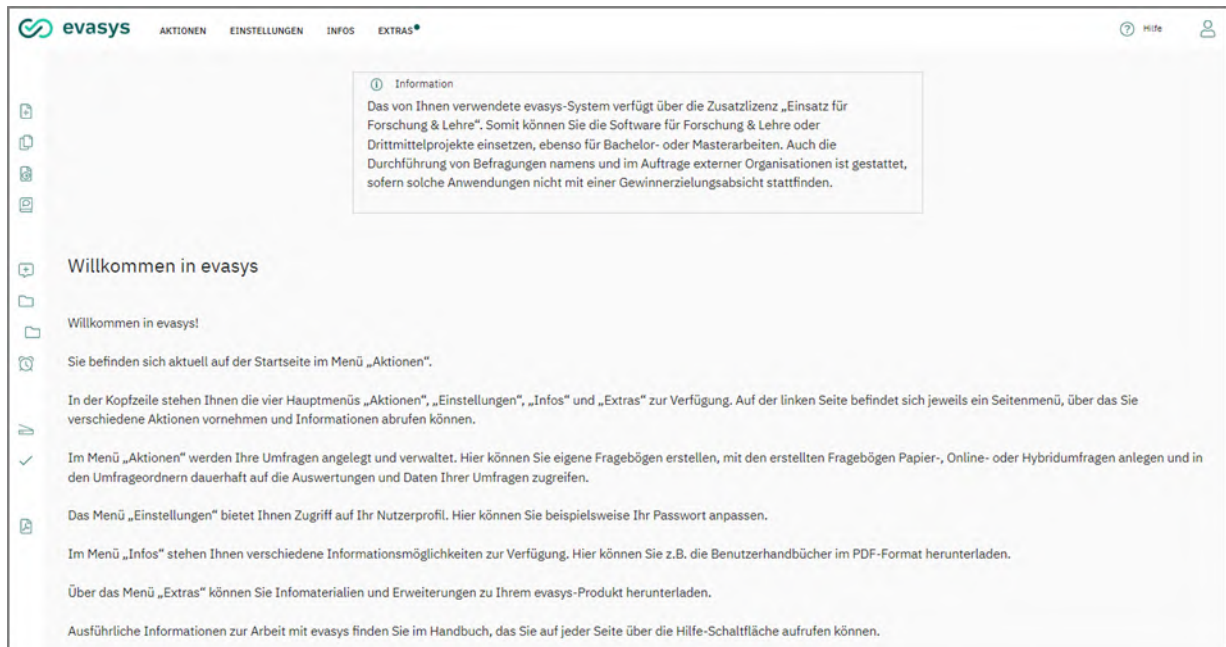 evasys AKTIONEN EINSTELLUNGEN INFOS EXTRAS Hilfe
Information
Das von Ihnen verwendete evasys-System verfügt über die Zusatzlizenz „Einsatz für
Forschung & Lehre“. Somit können Sie die Software für Forschung & Lehre oder
Drittmittelprojekte einsetzen, ebenso für Bachelor- oder Masterarbeiten. Auch die
Durchführung von Befragungen namens und im Auftrage externer Organisationen ist gestattet,
sofern solche Anwendungen nicht mit einer Gewinnerzielungsabsicht stattfinden.
Willkommen in evasys
Willkommen in evasys!
Sie befinden sich aktuell auf der Startseite im Menü „Aktionen“.
In der Kopfzeile stehen Ihnen die vier Hauptmenüs „Aktionen“, „Einstellungen“, „Infos“ und „Extras“ zur Verfügung. Auf der linken Seite befindet sich jeweils ein Seitenmenü, über das Sie
verschiedene Aktionen vornehmen und Informationen abrufen können.
Im Menü „Aktionen“ werden Ihre Umfragen angelegt und verwaltet. Hier können Sie eigene Fragebögen erstellen, mit den erstellten Fragebögen Papier-, Online- oder Hybridumfragen anlegen und in
den Umfrageordnern dauerhaft auf die Auswertungen und Daten Ihrer Umfragen zugreifen.
Das Menü „Einstellungen“ bietet Ihnen Zugriff auf Ihr Nutzerprofil. Hier können Sie beispielsweise Ihr Passwort anpassen.
Im Menü „Infos“ stehen Ihnen verschiedene Informationsmöglichkeiten zur Verfügung. Hier können Sie z.B. die Benutzerhandbücher im PDF-Format herunterladen.
Über das Menü „Extras“ können Sie Infomaterialien und Erweiterungen zu Ihrem evasys-Produkt herunterladen.
Ausführliche Informationen zur Arbeit mit evasys finden Sie im Handbuch, das Sie auf jeder Seite über die Hilfe-Schaltfläche aufrufen können.